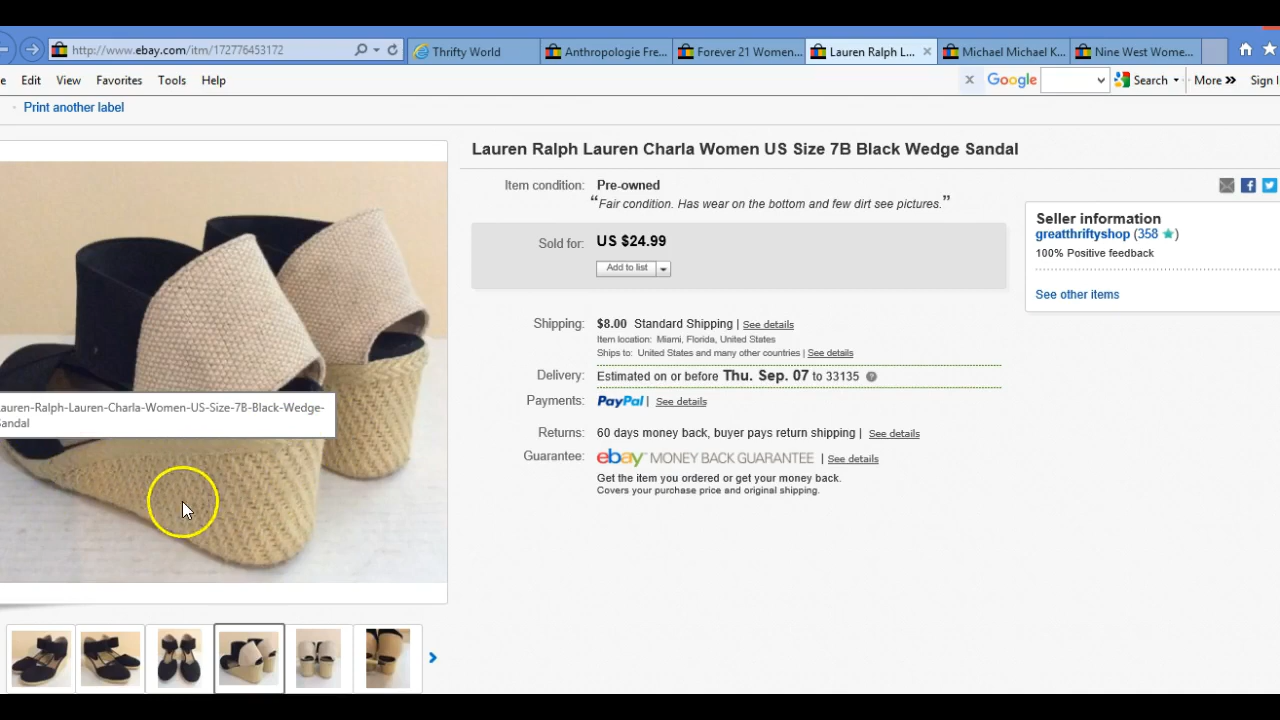 http://www.ebay.com/itm/172776453172
Thrifty World
Anthropologie Fre...
Forever 21 Women...
Lauren Ralph L...
Michael Michael K...
Nine West Wome...
Edit View Favorites Tools Help
Google
Search
More
Sign I
Print another label
Lauren Ralph Lauren Charla Women US Size 7B Black Wedge Sandal
Item condition: Pre-owned
“Fair condition. Has wear on the bottom and few dirt see pictures.”
Sold for: US $24.99
Add to list
Shipping: $8.00 Standard Shipping | See details
Item location: Miami, Florida, United States
Ships to: United States and many other countries | See details
Delivery: Estimated on or before Thu. Sep. 07 to 33135
Payments: PayPal | See details
Returns: 60 days money back, buyer pays return shipping | See details
Guarantee: ebay MONEY BACK GUARANTEE | See details
Get the item you ordered or get your money back.
Covers your purchase price and original shipping.
Seller information
greatthriftyshop (358 )
100% Positive feedback
See other items
auren-Ralph-Lauren-Charla-Women-US-Size-7B-Black-Wedge-
Sandal